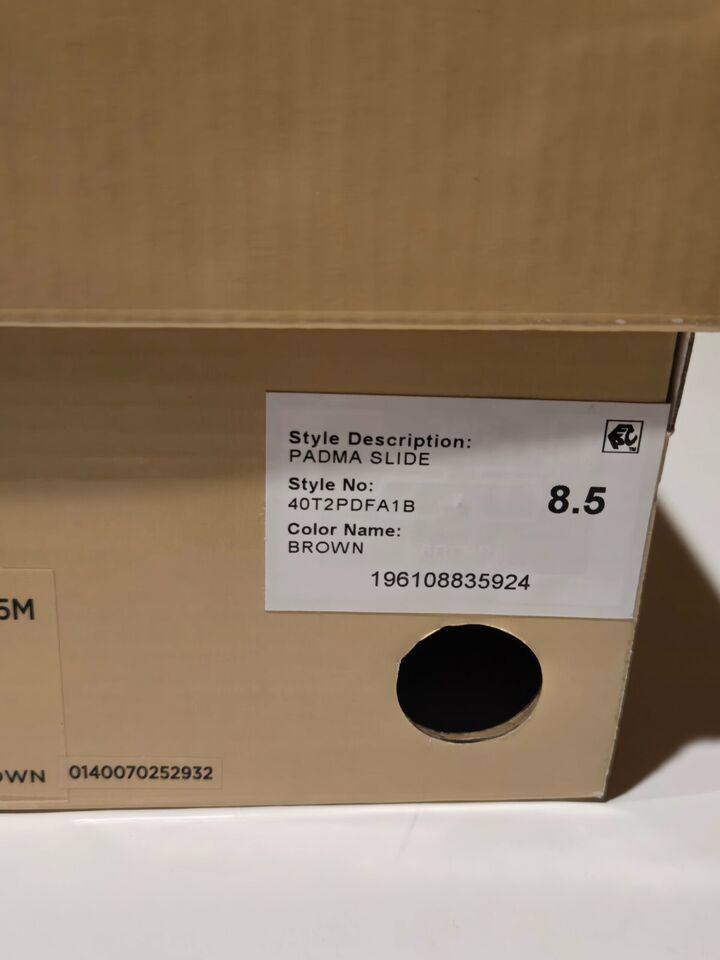 Style Description:
PADMA SLIDE
Style No:
40T2PDFA1B
8.5
Color Name:
BROWN
196108835924
5M
OWN
0140070252932